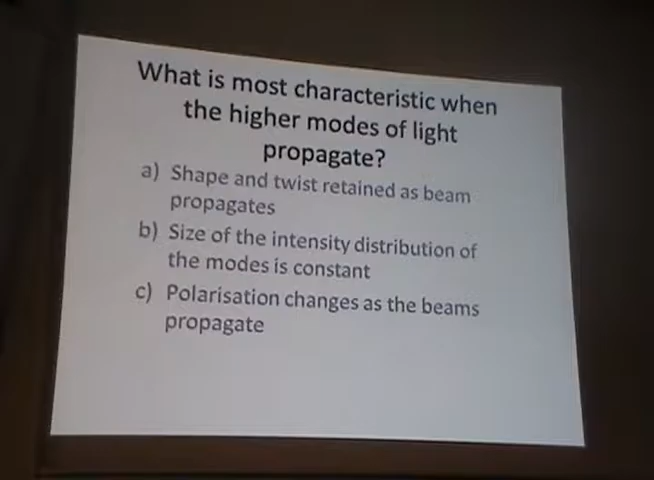 What is most characteristic when
the higher modes of light
propagate?
a) Shape and twist retained as beam
propagates
b) Size of the intensity distribution of
the modes is constant
c) Polarisation changes as the beams
propagate